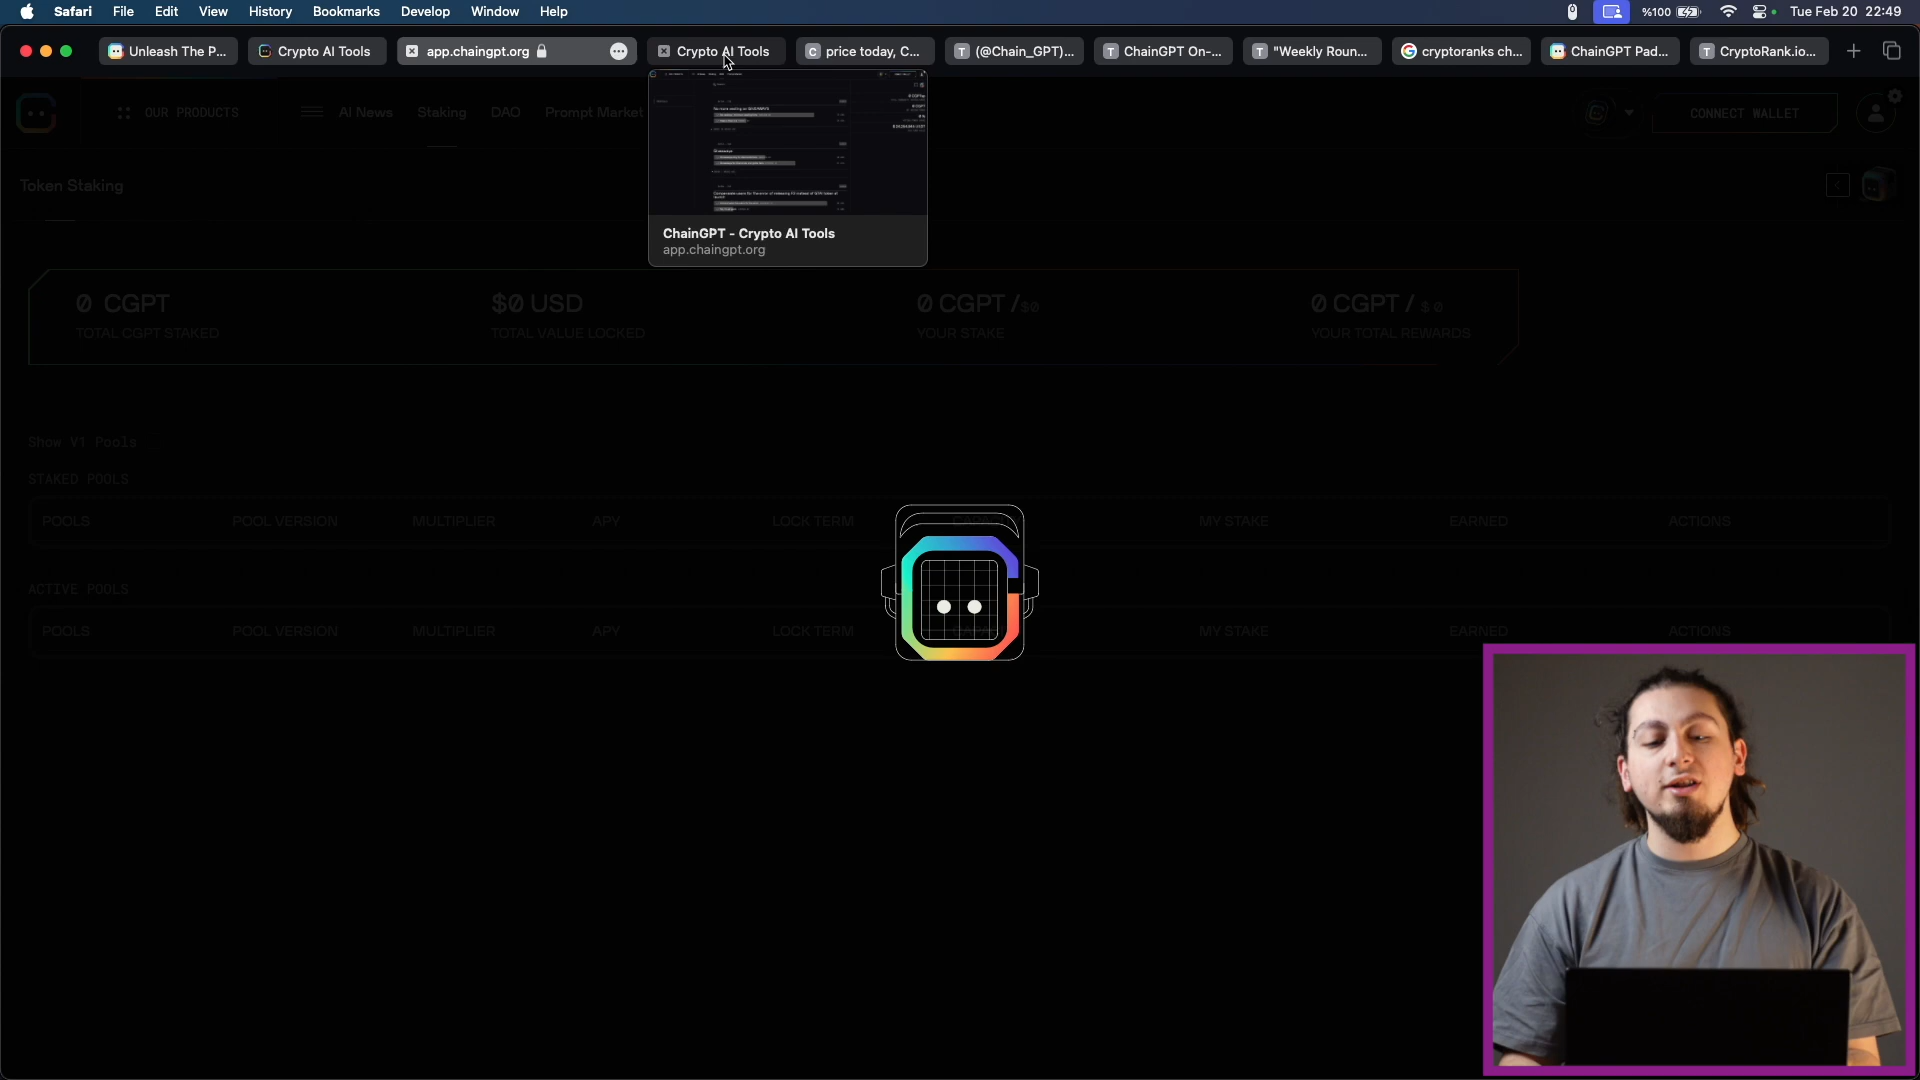 Safari File Edit View History Bookmarks Develop Window Help %100 Tue Feb 20 22:49
Unleash The P... Crypto AI Tools app.chaingpt.org Crypto AI Tools C price today, C... T (@Chain_GPT)... T ChainGPT On-... T "Weekly Roun... G cryptoranks ch... ChainGPT Pad... T CryptoRank.io...
OUR PRODUCTS AI News Staking DAO Prompt Market CONNECT WALLET
Token Staking
ChainGPT - Crypto AI Tools
app.chaingpt.org
0 CGPT $0 USD 0 CGPT /$0 0 CGPT / $ 0
TOTAL CGPT STAKED TOTAL VALUE LOCKED YOUR STAKE YOUR TOTAL REWARDS
Show V1 Pools
STAKED POOLS
POOLS POOL VERSION MULTIPLIER APY LOCK TERM MY STAKE EARNED ACTIONS
ACTIVE POOLS
POOLS POOL VERSION MULTIPLIER APY LOCK TERM MY STAKE EARNED ACTIONS